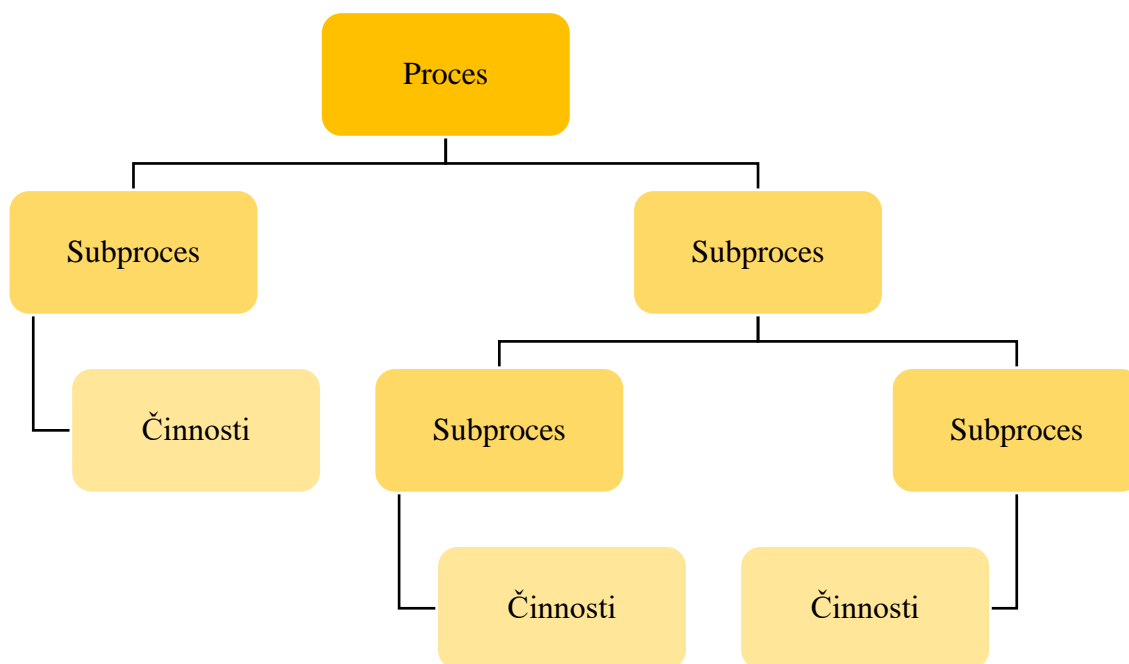 Proces
Subproces
Subproces
Činnosti
Subproces
Subproces
Činnosti
Činnosti